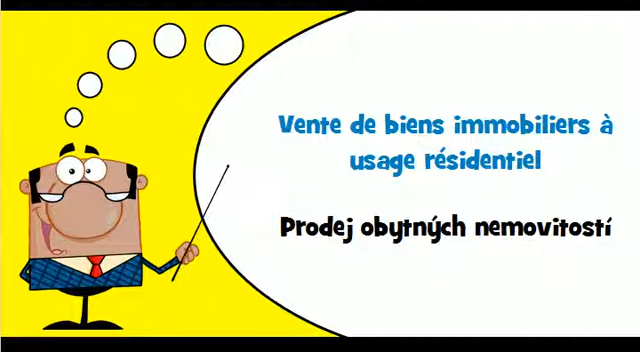 Vente de biens immobiliers à
usage résidentiel
Prodej obytných nemovitostí